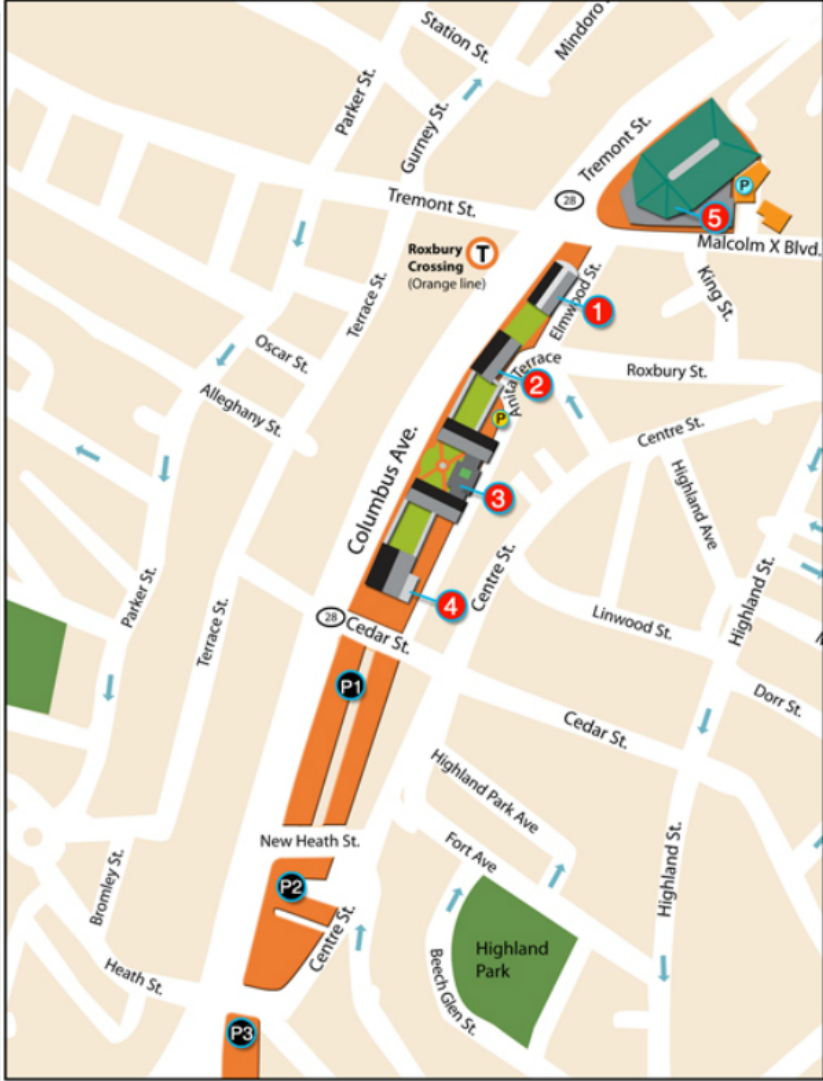 Station St.
Mindoro
Parker St.
Gurney St.
Tremont St.
Tremont St.
28
P
5
Malcolm X Blvd.
Roxbury
Crossing
(Orange line)
T
King St.
1
Elmwood St.
Terrace St.
Oscar St.
Anita Terrace
2
Roxbury St.
Alleghany St.
P
Centre St.
Columbus Ave.
Highland Ave
3
Centre St.
Parker St.
4
Linwood St.
Highland St.
Terrace St.
28
Cedar St.
P1
Dorr St.
Cedar St.
Highland Park Ave
New Heath St.
Fort Ave
Highland St.
Bromley St.
P2
Centre St.
Highland
Park
Beech Glen St.
Heath St.
P3